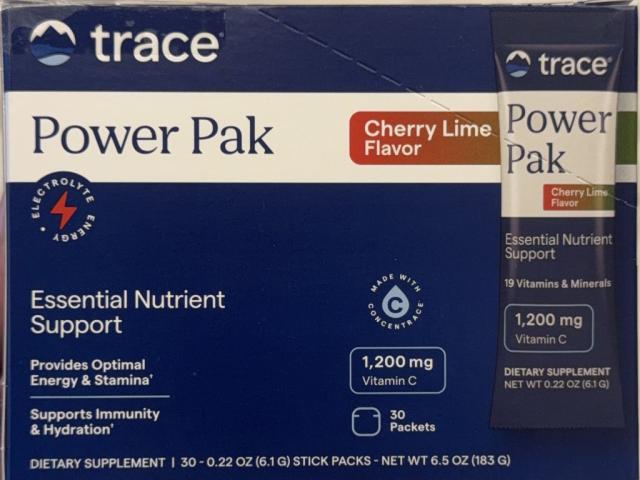 trace
Power Pak
Cherry Lime
Flavor
ELECTROLYTE ENERGY
Essential Nutrient
Support
Provides Optimal
Energy & Stamina†
Supports Immunity
& Hydration†
MADE WITH
C
CONCENTRACE
1,200 mg
Vitamin C
30
Packets
DIETARY SUPPLEMENT | 30 - 0.22 OZ (6.1 G) STICK PACKS - NET WT 6.5 OZ (183 G)
trace
Power
Pak
Cherry Lime
Flavor
Essential Nutrient
Support
19 Vitamins & Minerals
1,200 mg
Vitamin C
DIETARY SUPPLEMENT
NET WT 0.22 OZ (6.1 G)